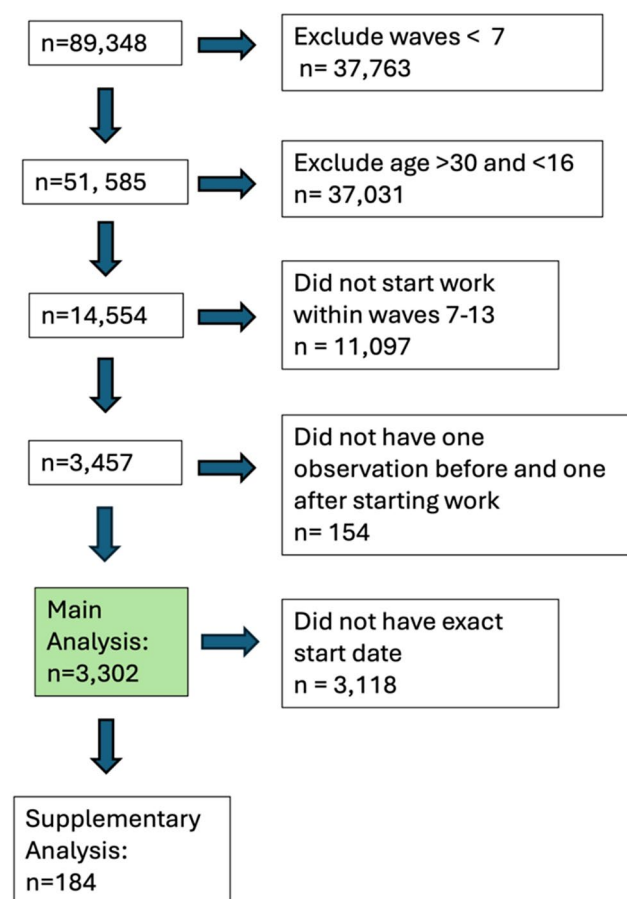 n=89,348
Exclude waves < 7
n= 37,763
n=51, 585
Exclude age >30 and <16
n= 37,031
n=14,554
Did not start work
within waves 7-13
n = 11,097
n=3,457
Did not have one
observation before and one
after starting work
n= 154
Main
Analysis:
n=3,302
Did not have exact
start date
n = 3,118
Supplementary
Analysis:
n=184